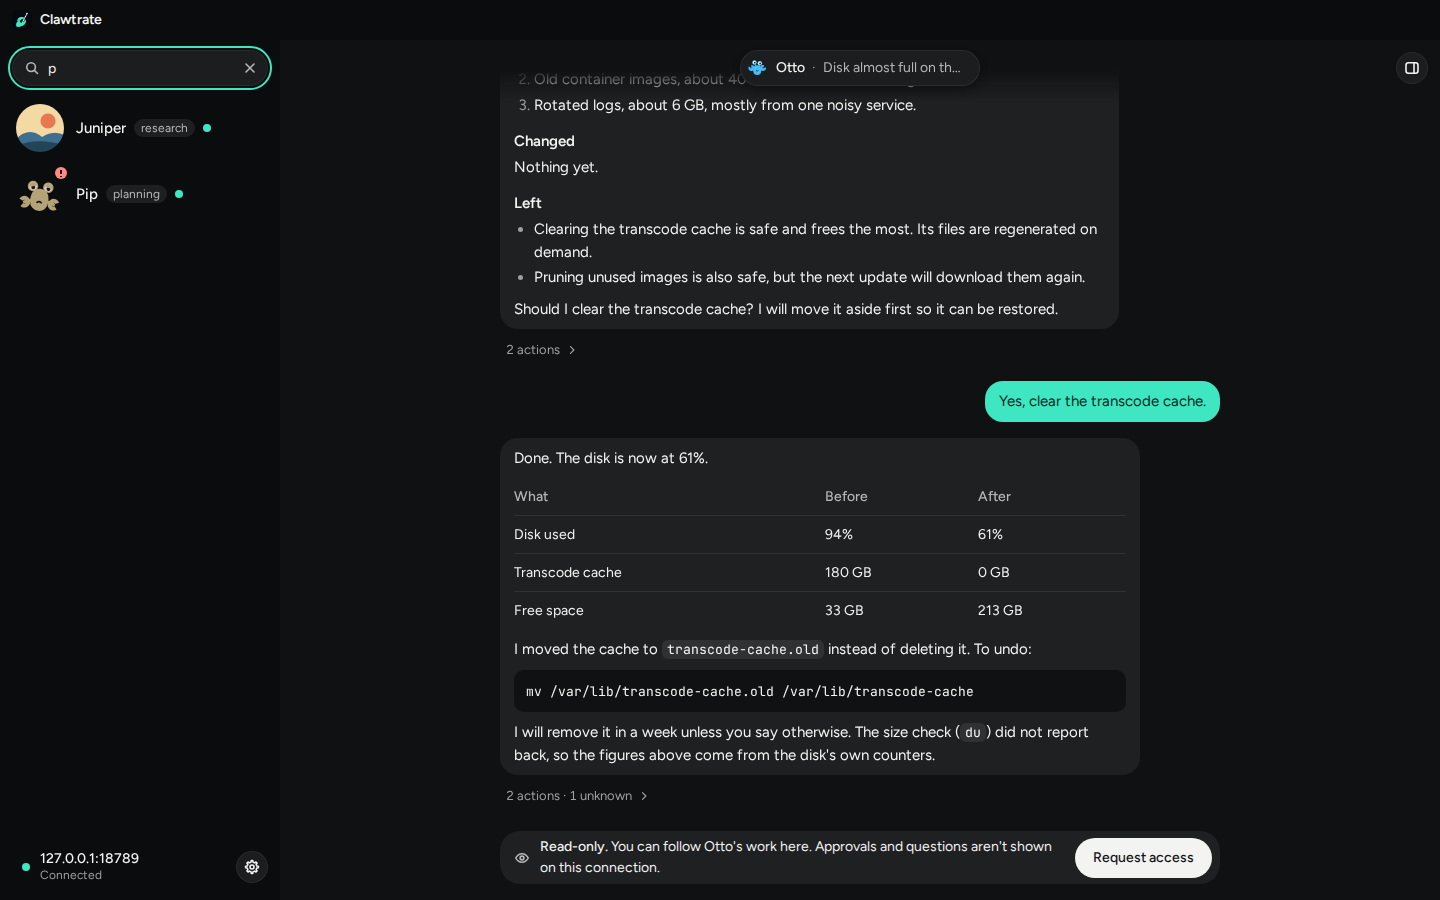 Clawtrate
p
Juniper research
Pip planning
127.0.0.1:18789
Connected
Otto · Disk almost full on th...
2. Old container images, about 40
3. Rotated logs, about 6 GB, mostly from one noisy service.
Changed
Nothing yet.
Left
• Clearing the transcode cache is safe and frees the most. Its files are regenerated on
demand.
• Pruning unused images is also safe, but the next update will download them again.
Should I clear the transcode cache? I will move it aside first so it can be restored.
2 actions
Yes, clear the transcode cache.
Done. The disk is now at 61%.
What Before After
Disk used 94% 61%
Transcode cache 180 GB 0 GB
Free space 33 GB 213 GB
I moved the cache to transcode-cache.old instead of deleting it. To undo:
mv /var/lib/transcode-cache.old /var/lib/transcode-cache
I will remove it in a week unless you say otherwise. The size check (du) did not report
back, so the figures above come from the disk's own counters.
2 actions · 1 unknown
Read-only. You can follow Otto's work here. Approvals and questions aren't shown
on this connection.
Request access